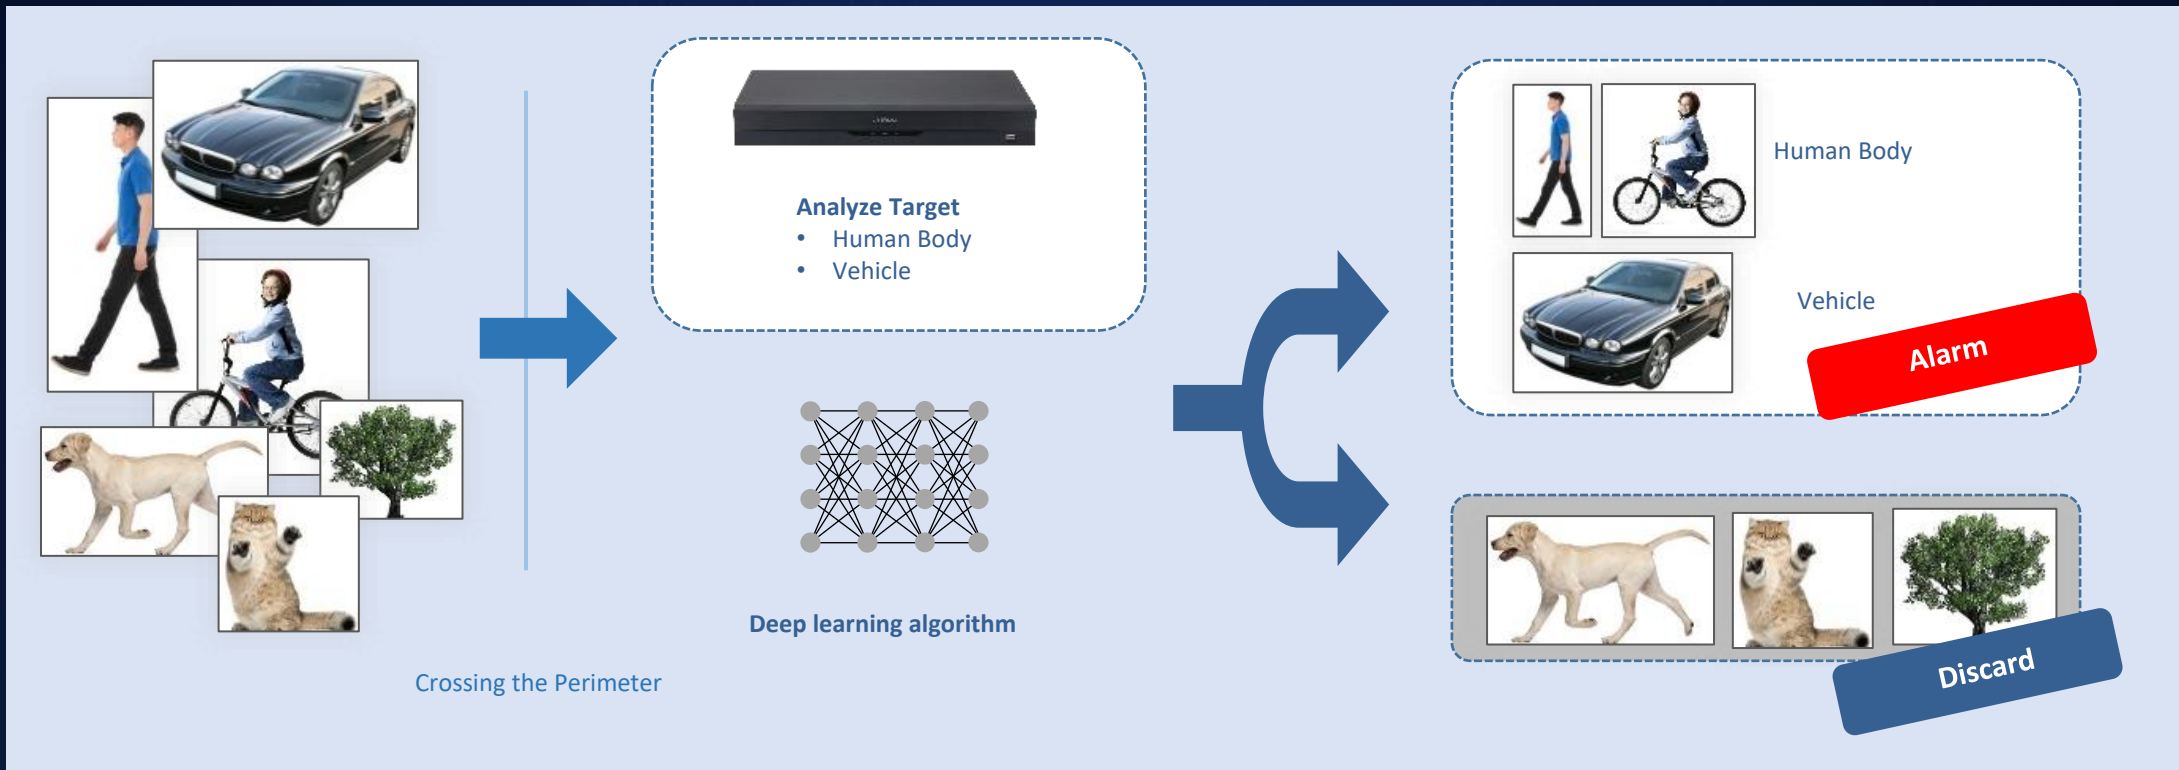 Analyze Target
• Human Body
• Vehicle
Deep learning algorithm
Crossing the Perimeter
Human Body
Vehicle
Alarm
Discard